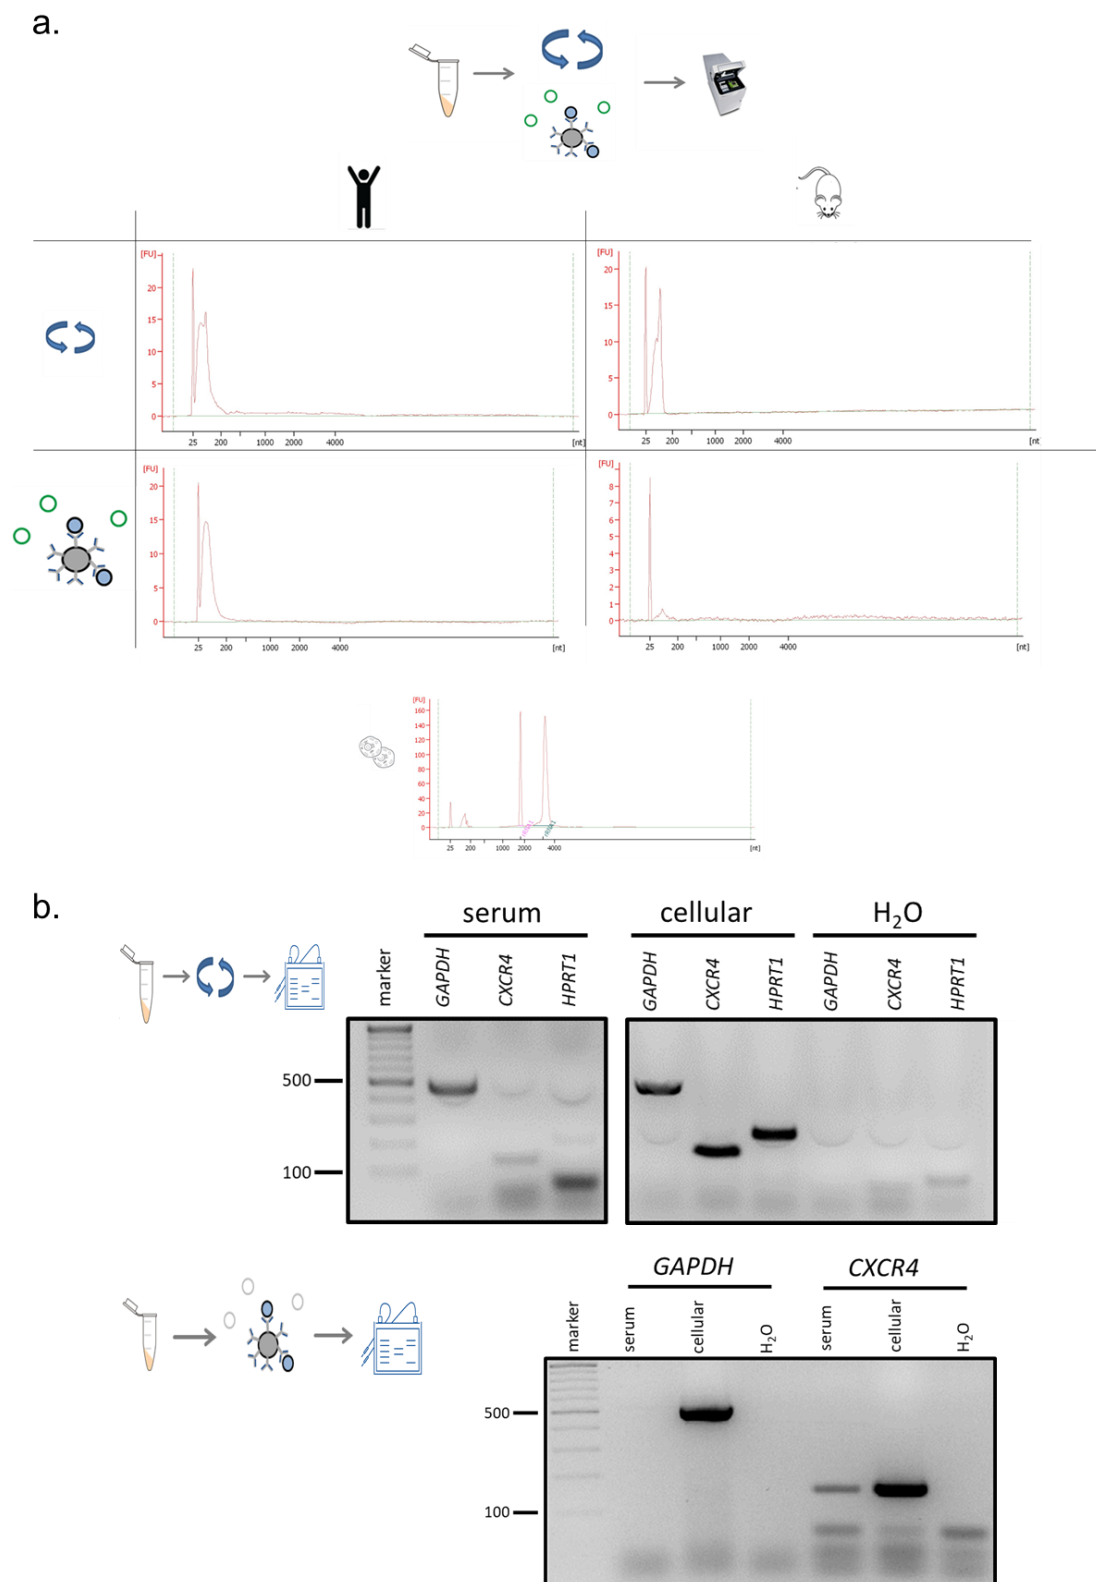 a.
[FU]
20
15
10
5
0
25 200 1000 2000 4000 [nt]
[FU]
20
15
10
5
0
25 200 1000 2000 4000 [nt]
[FU]
20
15
10
5
0
25 200 1000 2000 4000 [nt]
[FU]
9
8
7
6
5
4
3
2
1
0
25 200 1000 2000 4000 [nt]
[FU]
160
140
120
100
80
60
40
20
0
25 200 1000 2000 4000 [nt]
b.
serum cellular H₂O
marker GAPDH CXCR4 HPRT1 GAPDH CXCR4 HPRT1 GAPDH CXCR4 HPRT1
500
100
GAPDH CXCR4
marker serum cellular H₂O serum cellular H₂O
500
100